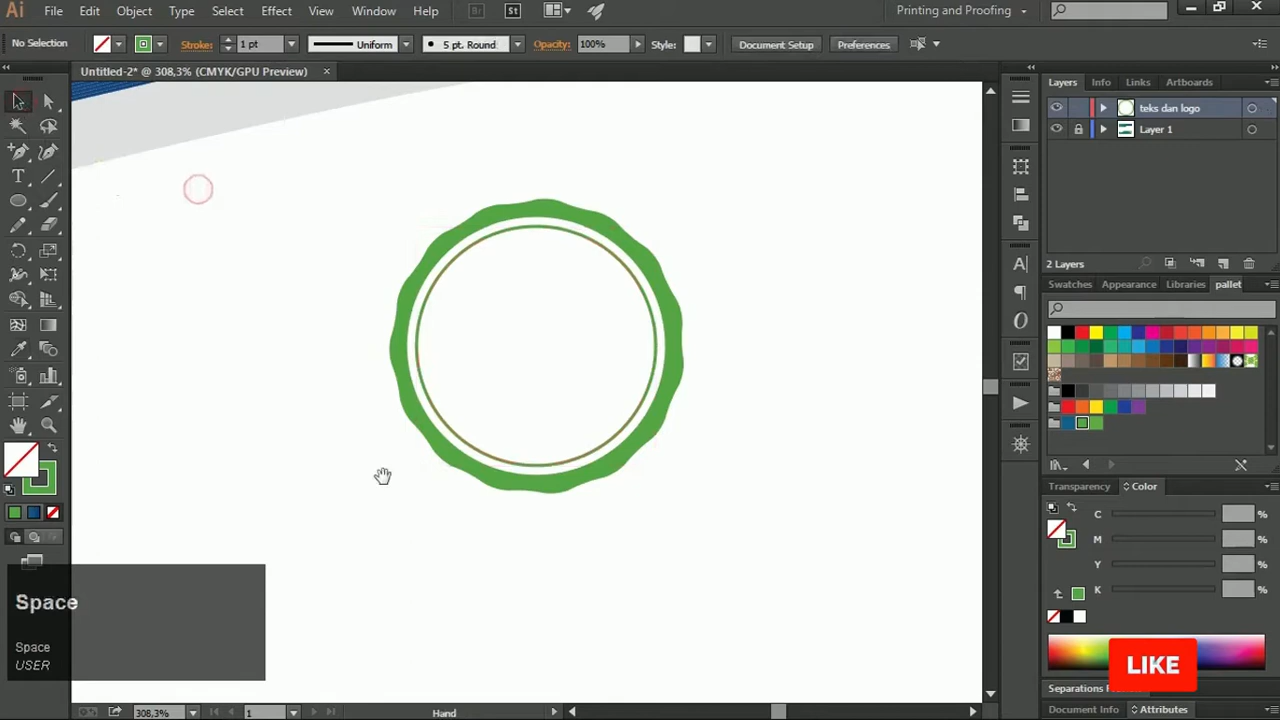 Ai File Edit Object Type Select Effect View Window Help Br St Printing and Proofing
No Selection Stroke: 1 pt Uniform 5 pt. Round Opacity: 100% Style: Document Setup Preferences
Untitled-2* @ 308,3% (CMYK/GPU Preview) ×
Layers Info Links Artboards
teks dan logo
Layer 1
2 Layers
Swatches Appearance Libraries pallet
Transparency Color
C %
M %
Y %
K %
Space
Space
USER
LIKE
Separations P
308,3% 1 Hand
Document Info Attributes